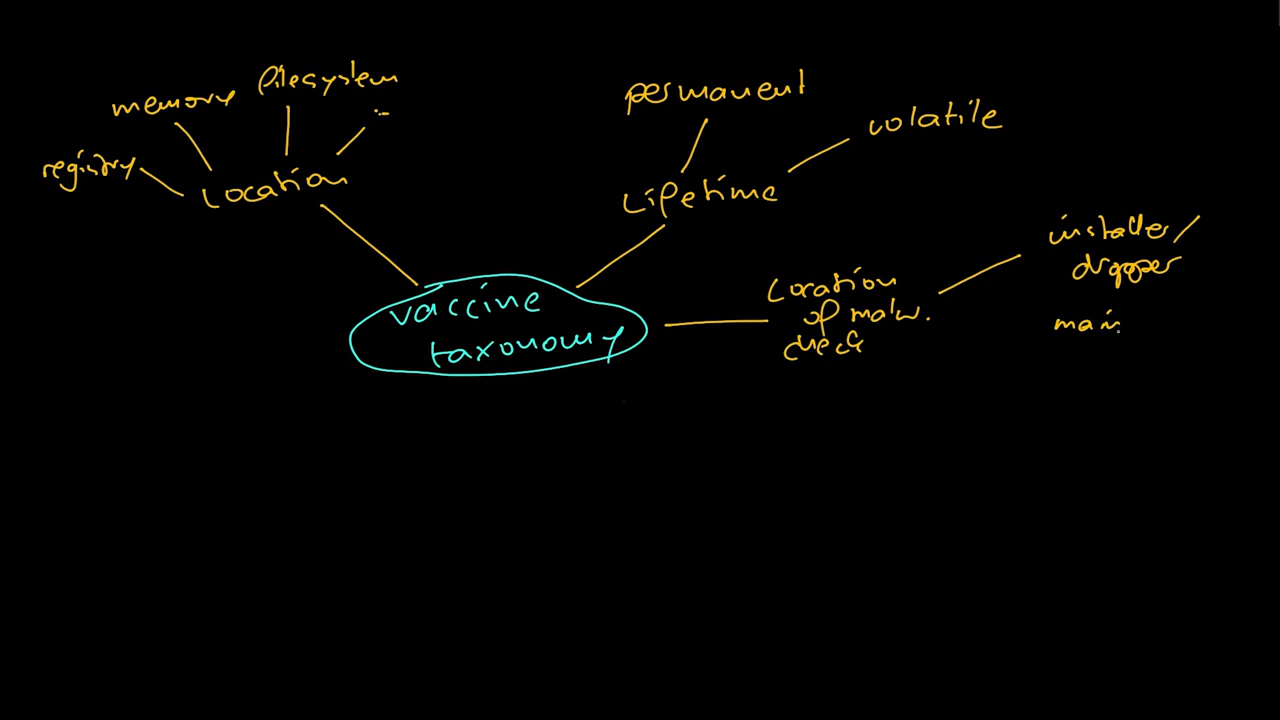 memory
filesystem
...
registry
Location
permanent
volatile
Lifetime
installer/
dropper
vaccine
taxonomy
Location
of malw.
check
main